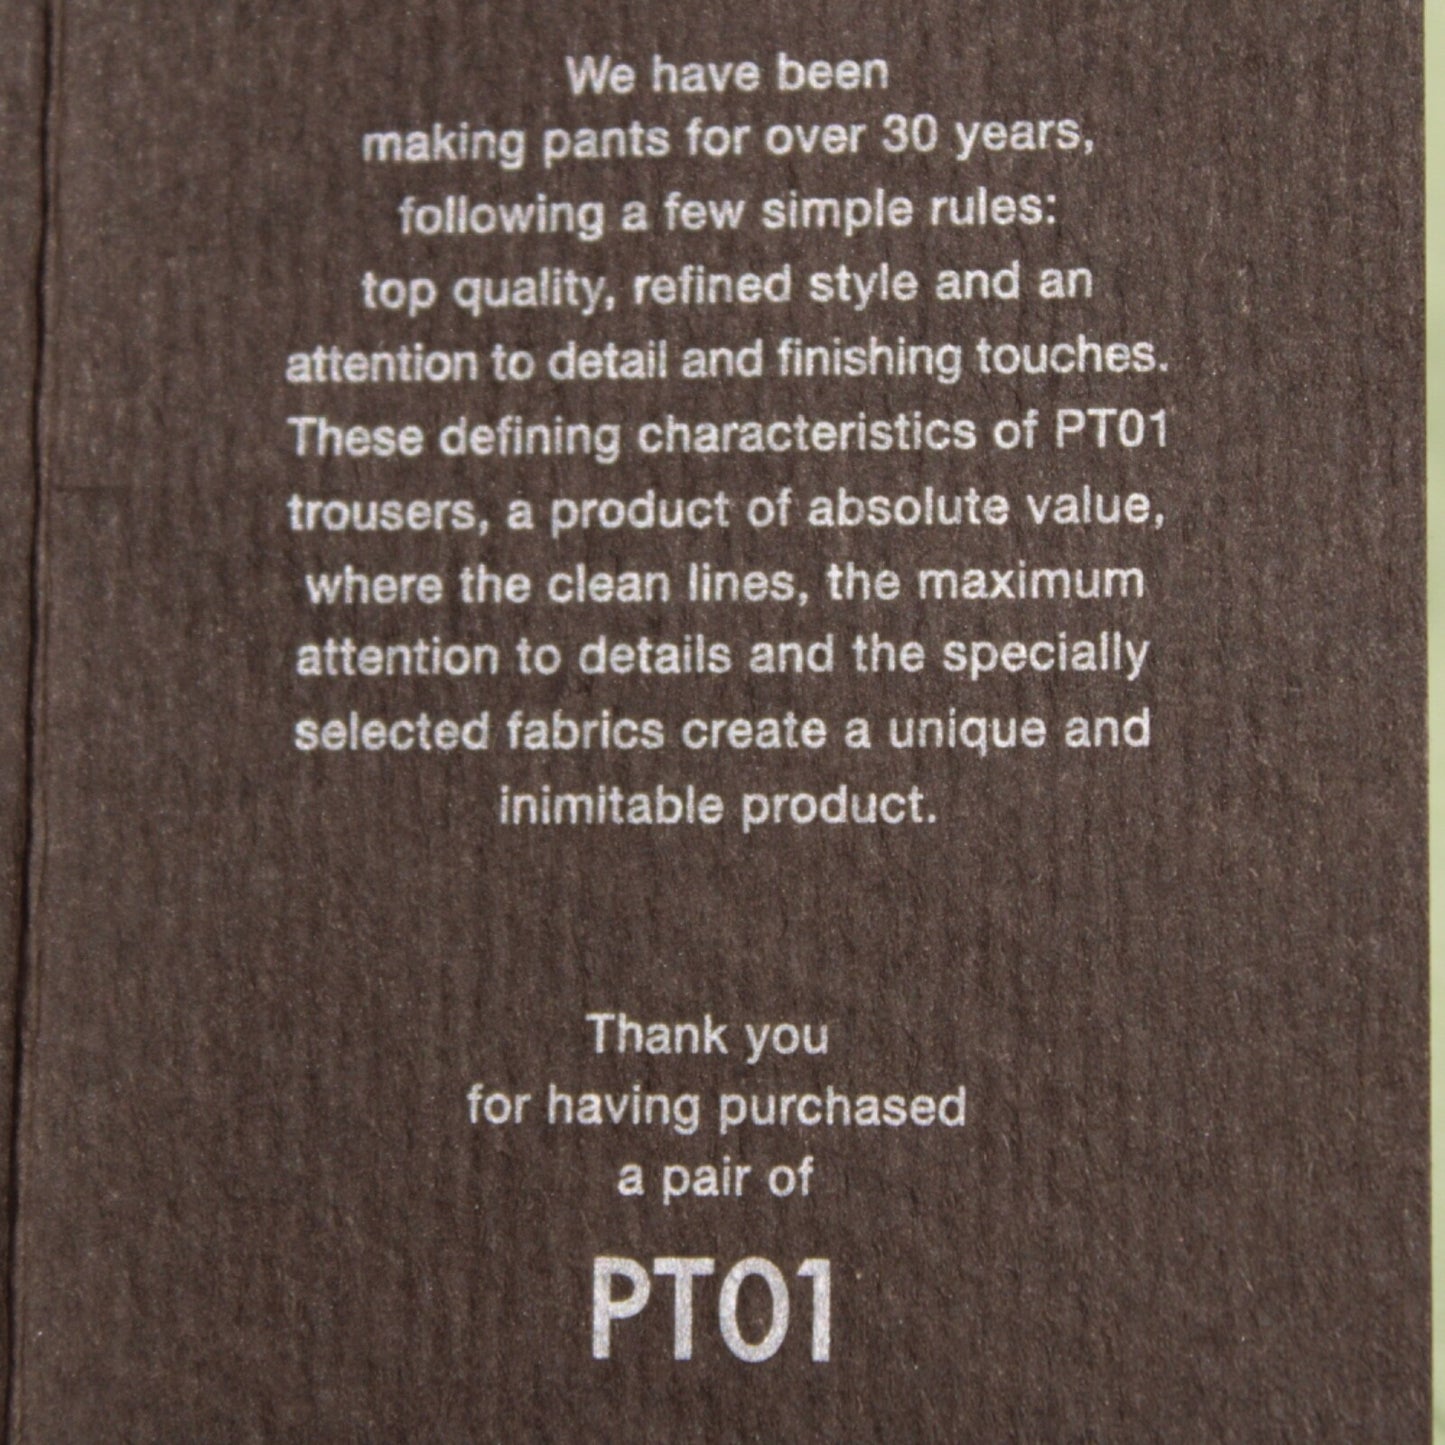 We have been
making pants for over 30 years,
following a few simple rules:
top quality, refined style and an
attention to detail and finishing touches.
These defining characteristics of PT01
trousers, a product of absolute value,
where the clean lines, the maximum
attention to details and the specially
selected fabrics create a unique and
inimitable product.
Thank you
for having purchased
a pair of
PT01